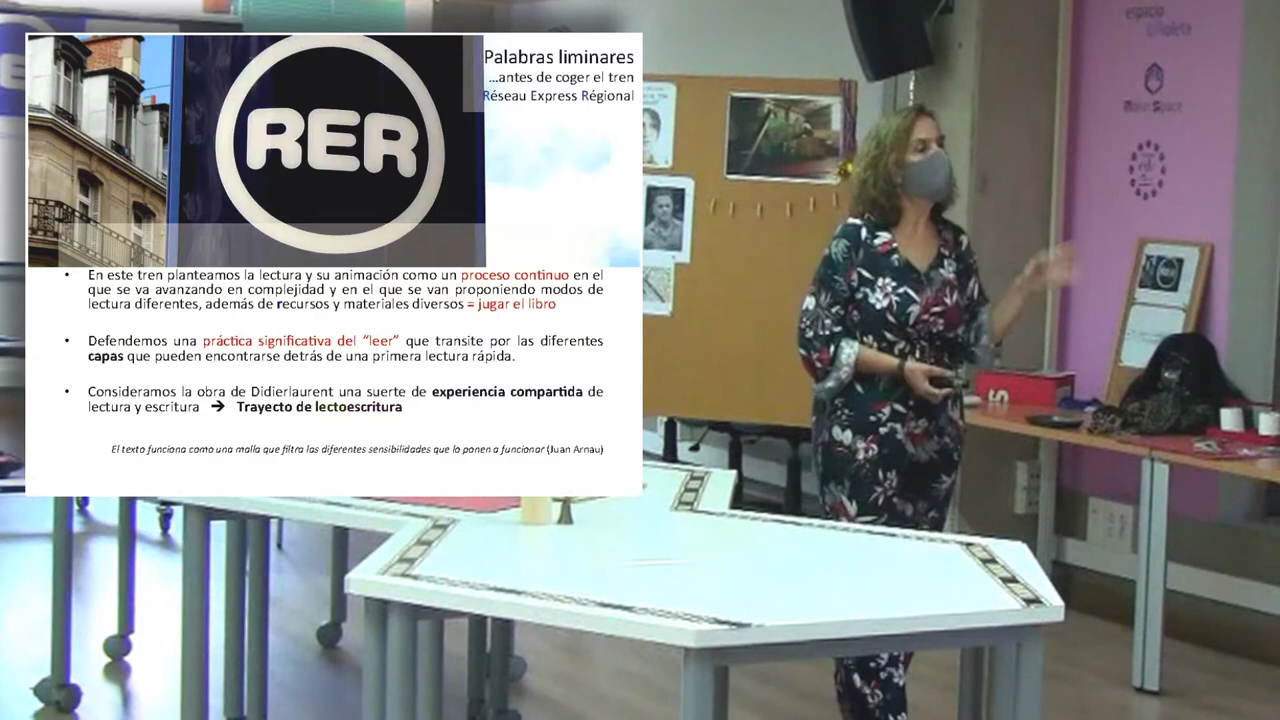 RER
Palabras liminares
...antes de coger el tren
Réseau Express Régional
• En este tren planteamos la lectura y su animación como un proceso continuo en el
que se va avanzando en complejidad y en el que se van proponiendo modos de
lectura diferentes, además de recursos y materiales diversos = jugar el libro
• Defendemos una práctica significativa del "leer" que transite por las diferentes
capas que pueden encontrarse detrás de una primera lectura rápida.
• Consideramos la obra de Didierlaurent una suerte de experiencia compartida de
lectura y escritura ➔ Trayecto de lectoescritura
El texto funciona como una malla que filtra las diferentes sensibilidades que lo ponen a funcionar (Juan Arnau)
espacio
Maker Space
RER